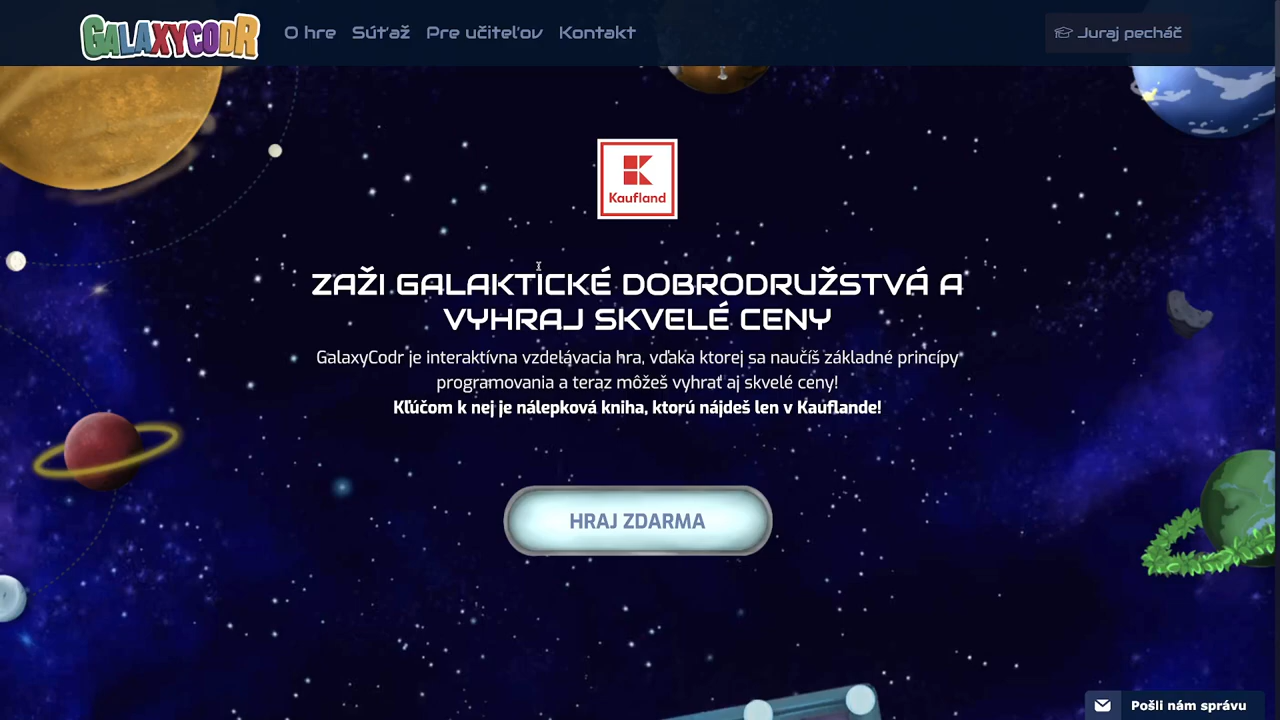 GALAXYCODR
O hre Súťaž Pre učiteľov Kontakt
Juraj pecháč
Kaufland
ZAŽI GALAKTICKÉ DOBRODRUŽSTVÁ A
VYHRAJ SKVELÉ CENY
GalaxyCodr je interaktívna vzdelávacia hra, vďaka ktorej sa naučíš základné princípy
programovania a teraz môžeš vyhrať aj skvelé ceny!
Kľúčom k nej je nálepková kniha, ktorú nájdeš len v Kauflande!
HRAJ ZDARMA
Pošli nám správu